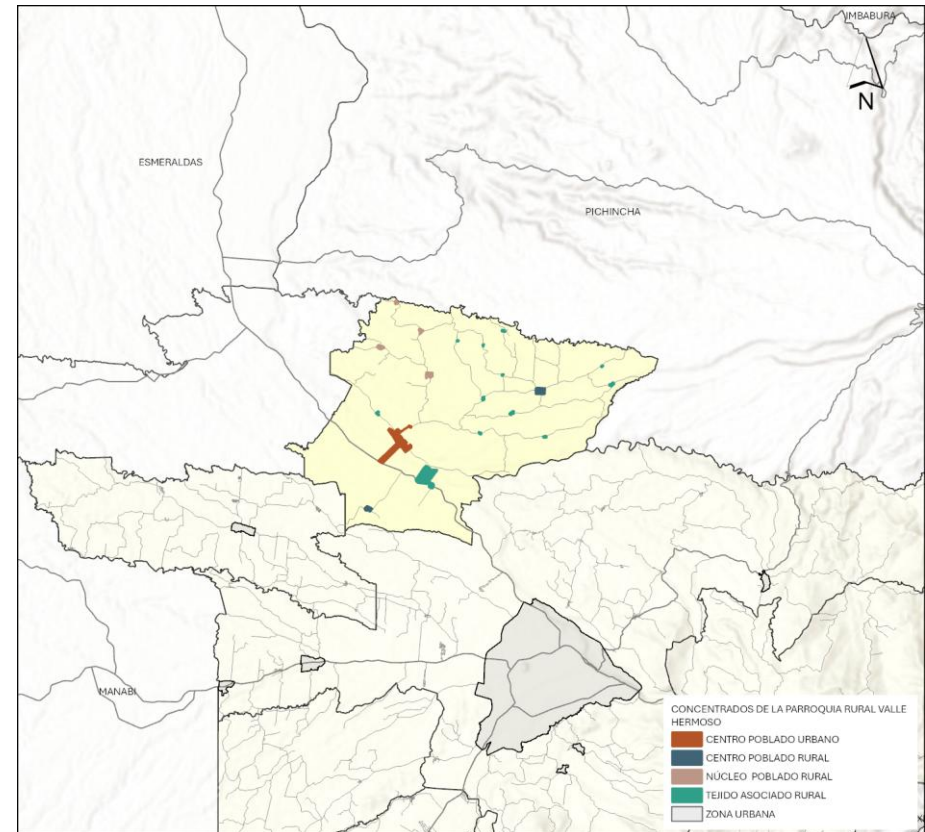 IMBABURA
N
ESMERALDAS
PICHINCHA
MANABÍ
CONCENTRADOS DE LA PARROQUIA RURAL VALLE
HERMOSO
CENTRO POBLADO URBANO
CENTRO POBLADO RURAL
NÚCLEO POBLADO RURAL
TEJIDO ASOCIADO RURAL
ZONA URBANA